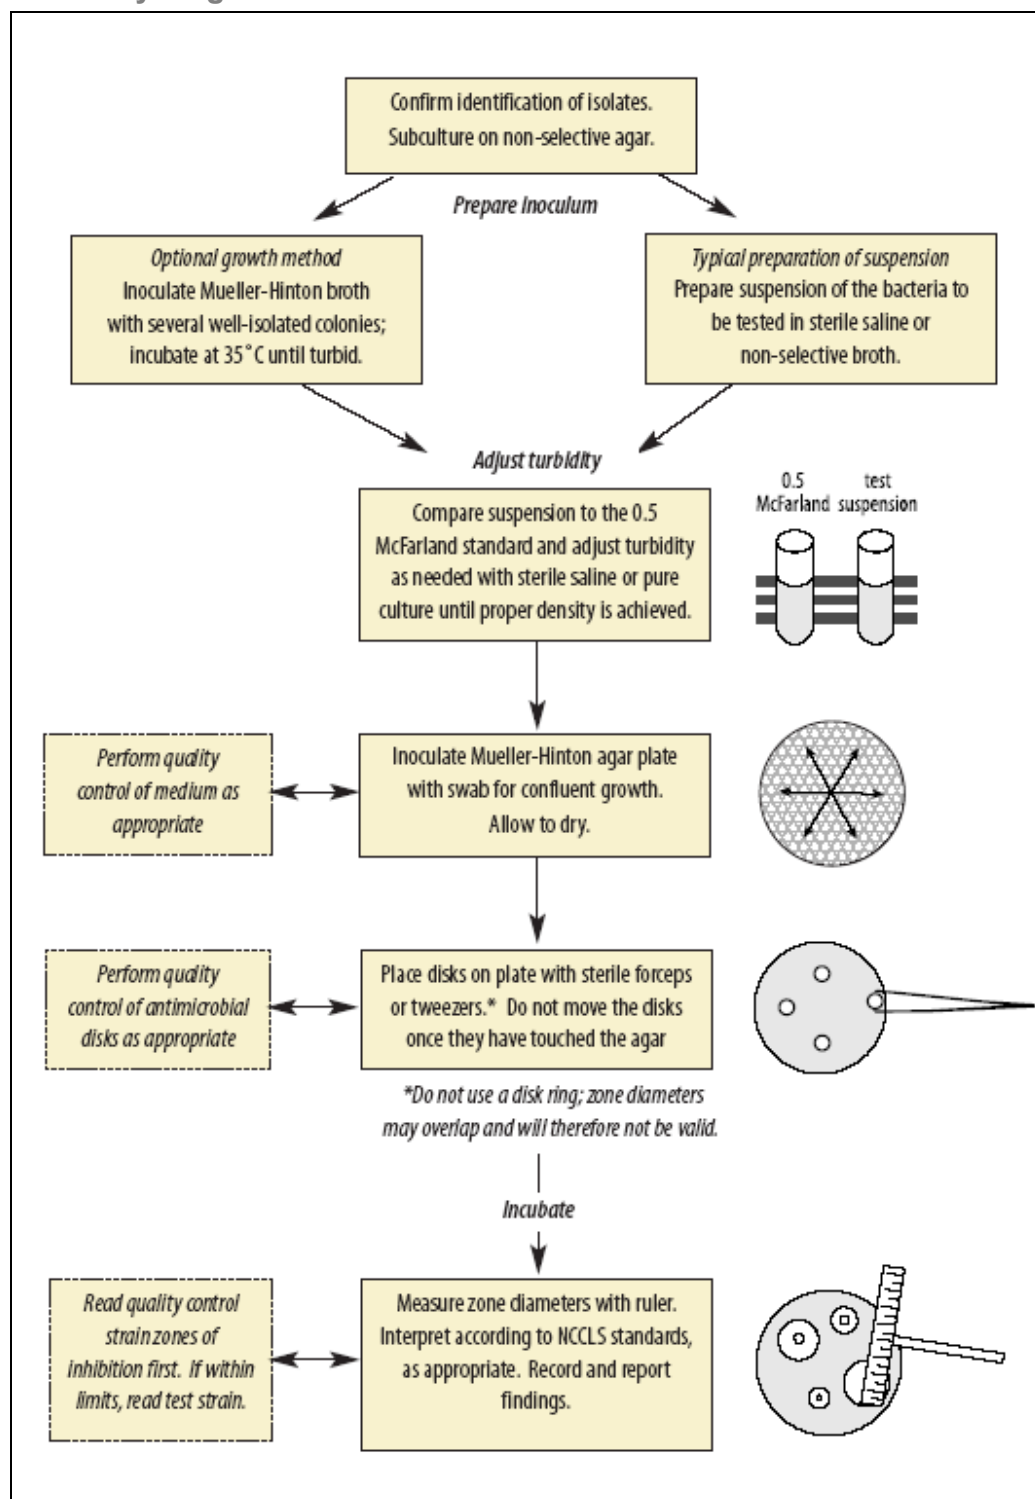 Confirm identification of isolates.
Subculture on non-selective agar.
Prepare Inoculum
Optional growth method
Inoculate Mueller-Hinton broth
with several well-isolated colonies;
incubate at 35˚C until turbid.
Typical preparation of suspension
Prepare suspension of the bacteria to
be tested in sterile saline or
non-selective broth.
Adjust turbidity
Compare suspension to the 0.5
McFarland standard and adjust turbidity
as needed with sterile saline or pure
culture until proper density is achieved.
0.5 test
McFarland suspension
Perform quality
control of medium as
appropriate
Inoculate Mueller-Hinton agar plate
with swab for confluent growth.
Allow to dry.
Perform quality
control of antimicrobial
disks as appropriate
Place disks on plate with sterile forceps
or tweezers.* Do not move the disks
once they have touched the agar
*Do not use a disk ring; zone diameters
may overlap and will therefore not be valid.
Incubate
Read quality control
strain zones of
inhibition first. If within
limits, read test strain.
Measure zone diameters with ruler.
Interpret according to NCCLS standards,
as appropriate. Record and report
findings.